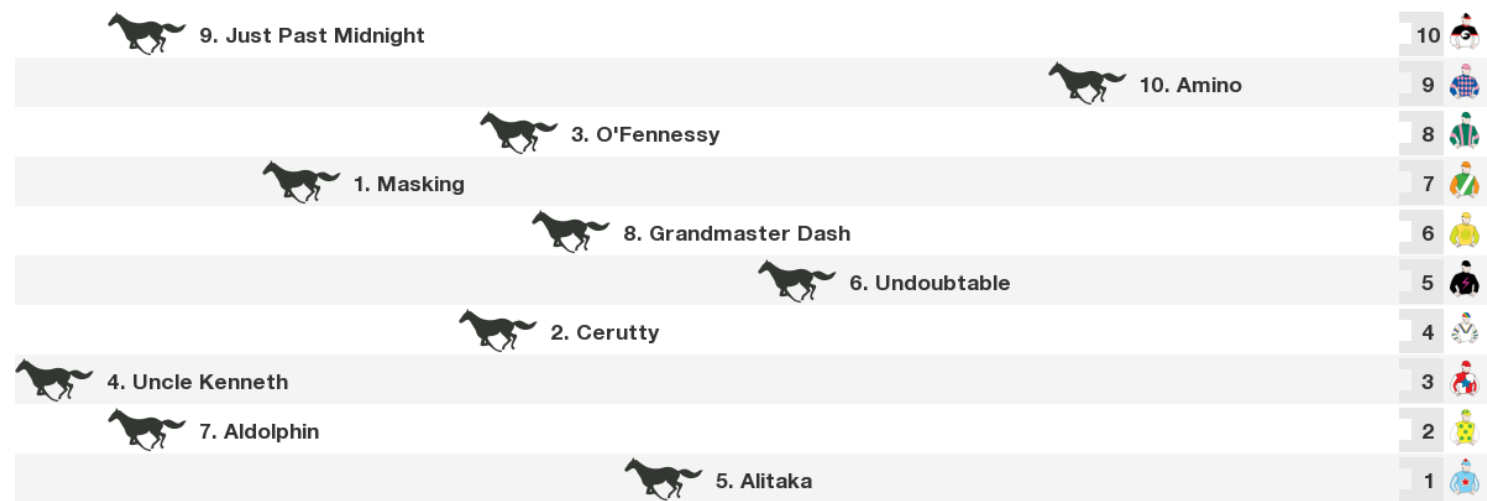 9. Just Past Midnight 10
10. Amino 9
3. O'Fennessy 8
1. Masking 7
8. Grandmaster Dash 6
6. Undoubtable 5
2. Cerutty 4
4. Uncle Kenneth 3
7. Aldolphin 2
5. Alitaka 1